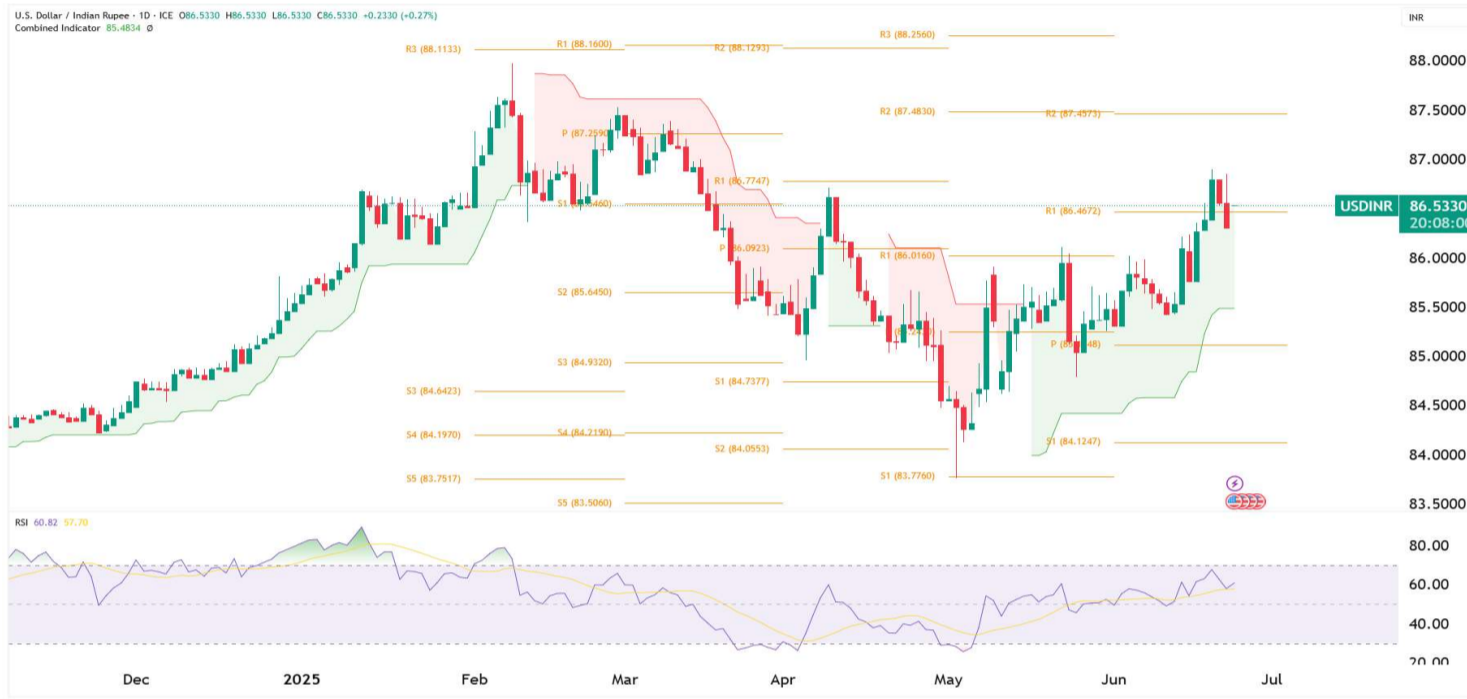 U.S. Dollar / Indian Rupee · 1D · ICE O86.5330 H86.5330 L86.5330 C86.5330 +0.2330 (+0.27%)
Combined Indicator 85.4834 Ø
INR
R3 (88.1133)
R1 (88.1600)
R2 (88.1293)
R3 (88.2560)
88.0000
R2 (87.4830)
R2 (87.4573)
87.5000
P (87.2590)
87.0000
R1 (86.7747)
USDINR
86.5330
20:08:00
R1 (86.4672)
P (86.0923)
R1 (86.0160)
86.0000
S2 (85.6450)
85.5000
S3 (84.9320)
85.0000
S3 (84.6423)
S1 (84.7377)
84.5000
S4 (84.1970)
S4 (84.2190)
S2 (84.0553)
S1 (84.1247)
84.0000
S5 (83.7517)
S1 (83.7760)
S5 (83.5060)
83.5000
RSI 60.82 57.70
80.00
60.00
40.00
20.00
Dec 2025 Feb Mar Apr May Jun Jul